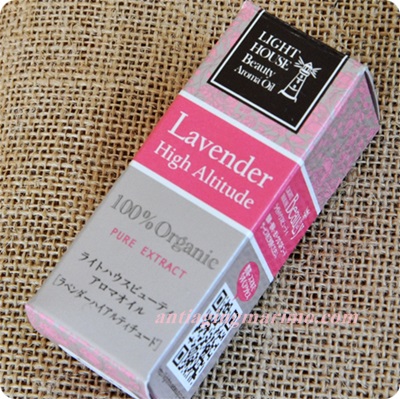 LIGHT
HOUSE
Beauty
Aroma Oil
Lavender
High Altitude
100% Organic
PURE EXTRACT
ライトハウスビューテ
アロマオイル
[ラベンダーハイアルティチュード]
Beauty